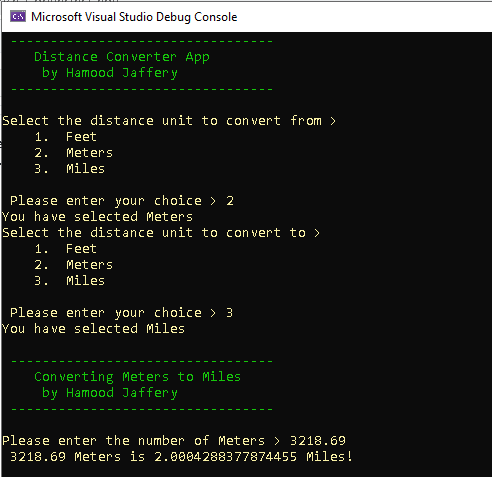 Microsoft Visual Studio Debug Console
---------------------------------
Distance Converter App
by Hamood Jaffery
---------------------------------
Select the distance unit to convert from >
1. Feet
2. Meters
3. Miles
Please enter your choice > 2
You have selected Meters
Select the distance unit to convert to >
1. Feet
2. Meters
3. Miles
Please enter your choice > 3
You have selected Miles
---------------------------------
Converting Meters to Miles
by Hamood Jaffery
---------------------------------
Please enter the number of Meters > 3218.69
3218.69 Meters is 2.0004288377874455 Miles!